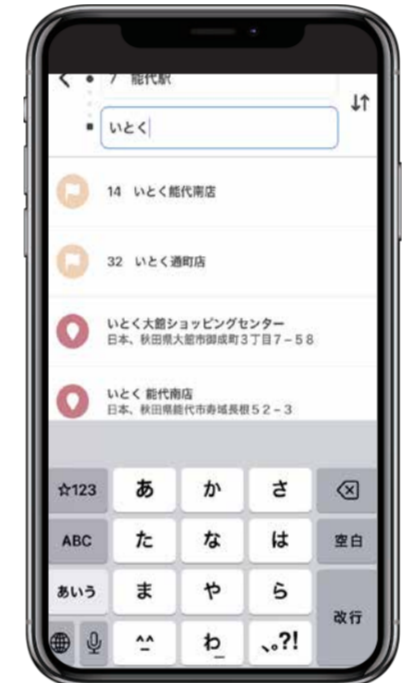 7 能代駅
いとく
14 いとく能代南店
32 いとく通町店
いとく大館ショッピングセンター
日本、秋田県大館市御成町3丁目7-58
いとく 能代南店
日本、秋田県能代市寿域長根52-3
☆123 あ か さ
ABC た な は 空白
あいう ま や ら 改行
^^ わ 、。?!